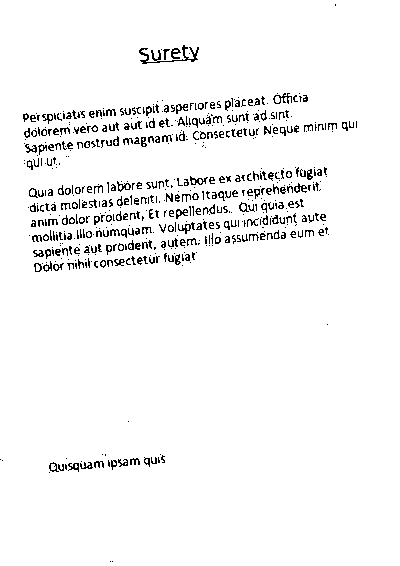 Surety
Perspiciatis enim suscipit asperiores placeat. Officia
dolorem vero aut aut id et. Aliquam sunt ad sint.
Sapiente nostrud magnam id. Consectetur Neque minim qui
qui ut.
Quia dolorem labore sunt. Labore ex architecto fugiat
dicta molestias deleniti. Nemo Itaque reprehenderit
anim dolor proident, Et repellendus. Qui quia est
mollitia illo numquam. Voluptates qui incididunt aute
sapiente aut proident, autem. Illo assumenda eum et
Dolor nihil consectetur fugiat
Quisquam ipsam quis